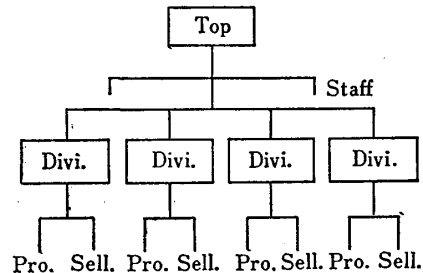 Top
Staff
Divi. Divi. Divi. Divi.
Pro. Sell. Pro. Sell. Pro. Sell. Pro. Sell.